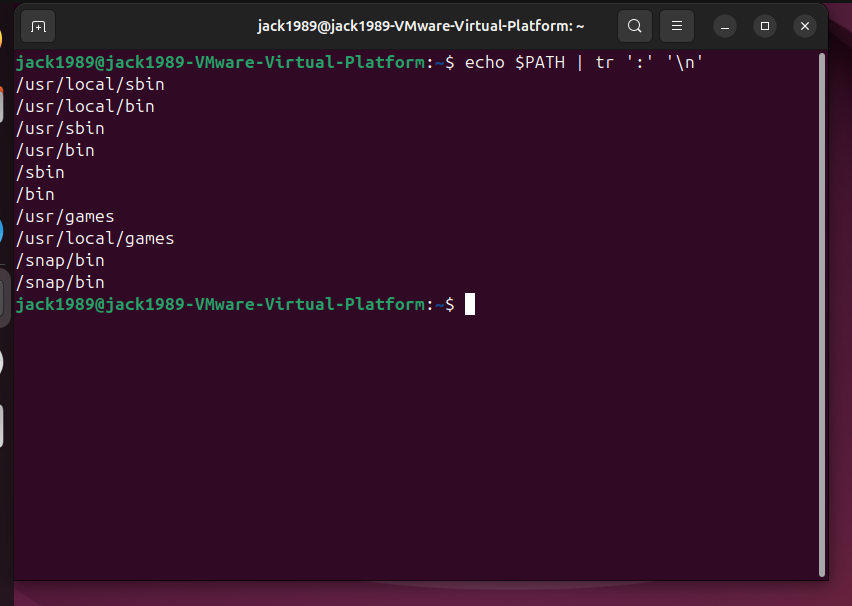 jack1989@jack1989-VMware-Virtual-Platform: ~
jack1989@jack1989-VMware-Virtual-Platform:~$ echo $PATH | tr ':' '\n'
/usr/local/sbin
/usr/local/bin
/usr/sbin
/usr/bin
/sbin
/bin
/usr/games
/usr/local/games
/snap/bin
/snap/bin
jack1989@jack1989-VMware-Virtual-Platform:~$